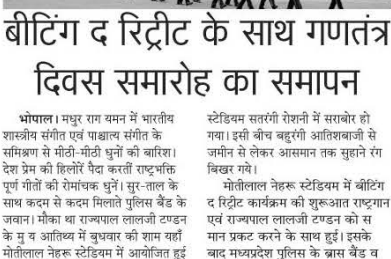 बीटिंग द रिट्रीट के साथ गणतंत्र
दिवस समारोह का समापन
भोपाल। मधुर राग यमन में भारतीय
शास्त्रीय संगीत एवं पाश्चात्य संगीत के
समिश्रण से मीठी-मीठी धुनों की बारिश।
देश प्रेम की हिलोरें पैदा करतीं राष्ट्रभक्ति
पूर्ण गीतों की रोमांचक धुनें। सुर-ताल के
साथ कदम से कदम मिलाते पुलिस बैंड के
जवान। मौका था राज्यपाल लालजी टण्डन
के मु य आतिथ्य में बुधवार की शाम यहाँ
मोतीलाल नेहरू स्टेडियम में आयोजित हुई
स्टेडियम सतरंगी रोशनी में सराबोर हो
गया। इसी बीच बहुरंगी आतिशबाजी से
जमीन से लेकर आसमान तक सुहाने रंग
बिखर गये।
मोतीलाल नेहरू स्टेडियम में बीटिंग
द रिट्रीट कार्यक्रम की शुरूआत राष्ट्रगान
एवं राज्यपाल लालजी टण्डन को स
मान प्रकट करने के साथ हुई। इसके
बाद मध्यप्रदेश पुलिस के ब्रास बैंड व